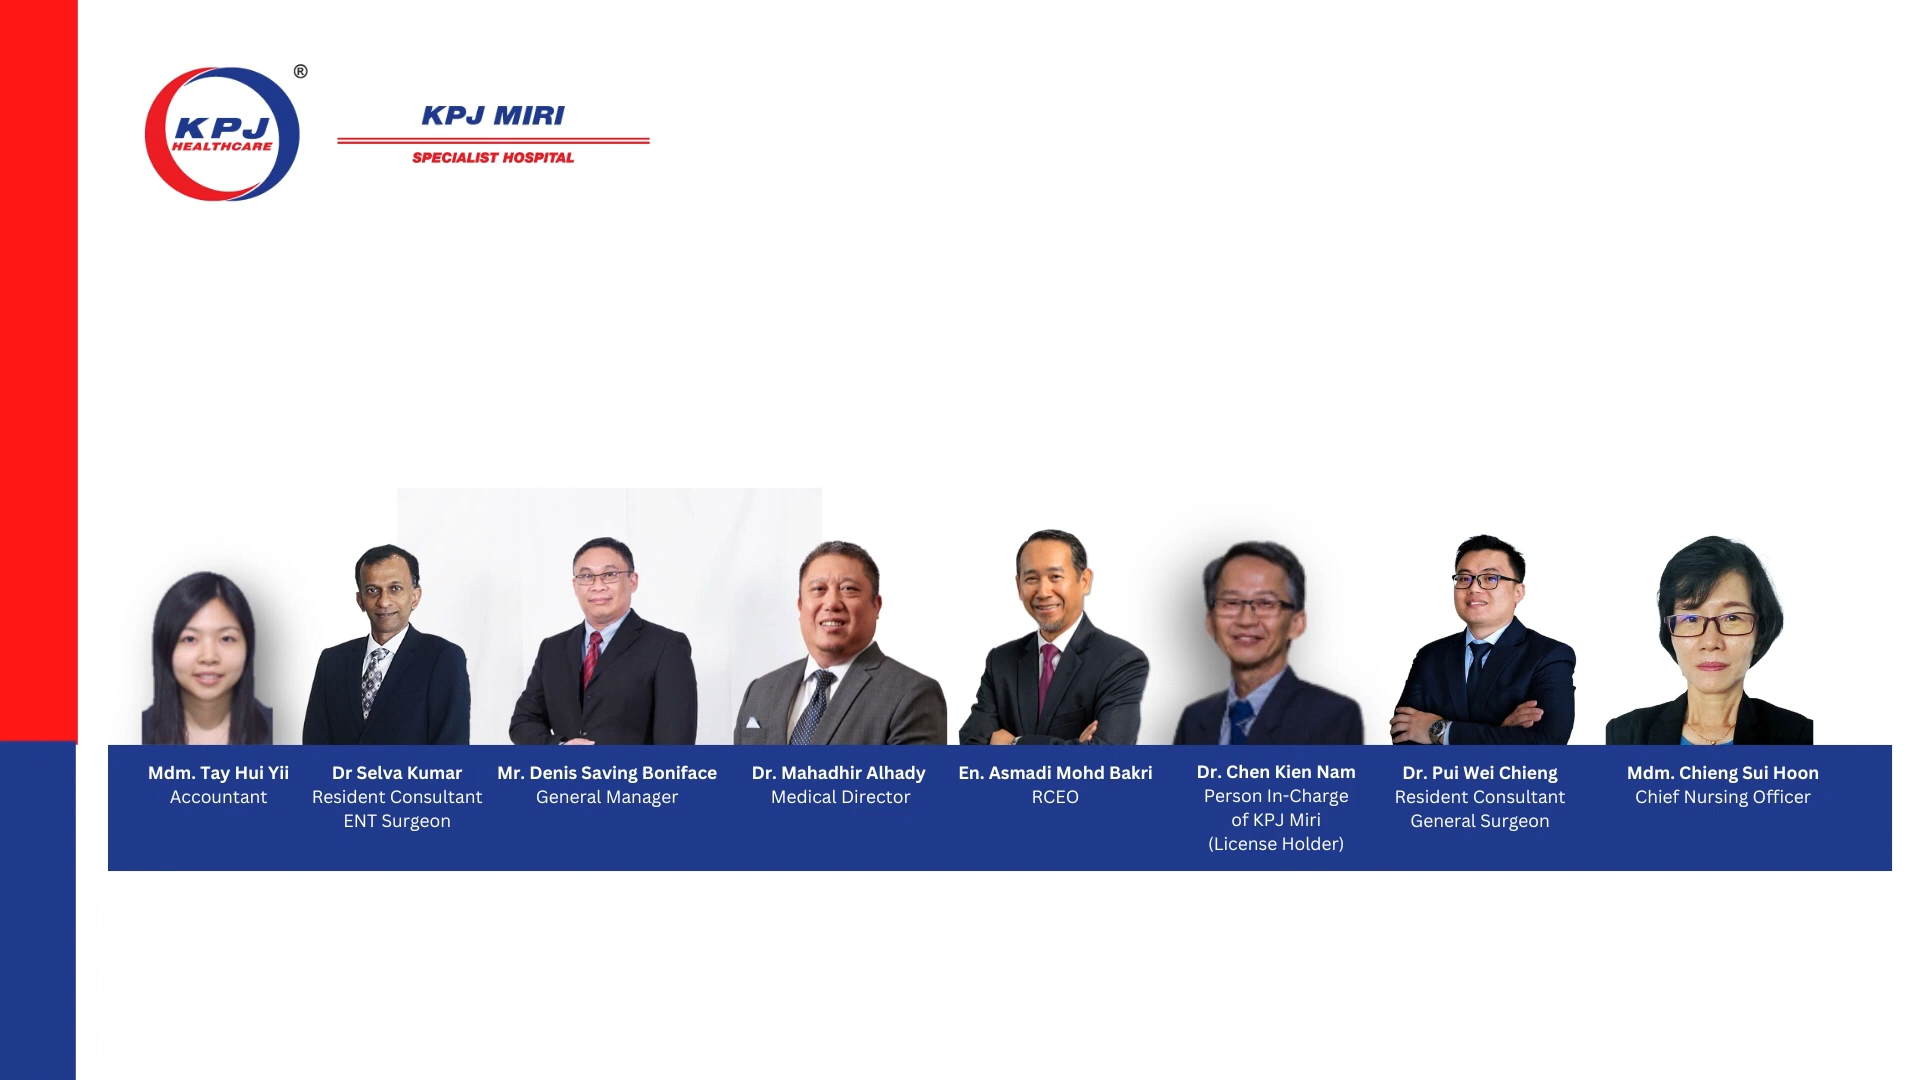 ®
KPJ
HEALTHCARE
KPJ MIRI
SPECIALIST HOSPITAL
Mdm. Tay Hui Yii
Accountant
Dr Selva Kumar
Resident Consultant
ENT Surgeon
Mr. Denis Saving Boniface
General Manager
Dr. Mahadhir Alhady
Medical Director
En. Asmadi Mohd Bakri
RCEO
Dr. Chen Kien Nam
Person In-Charge
of KPJ Miri
(License Holder)
Dr. Pui Wei Chieng
Resident Consultant
General Surgeon
Mdm. Chieng Sui Hoon
Chief Nursing Officer